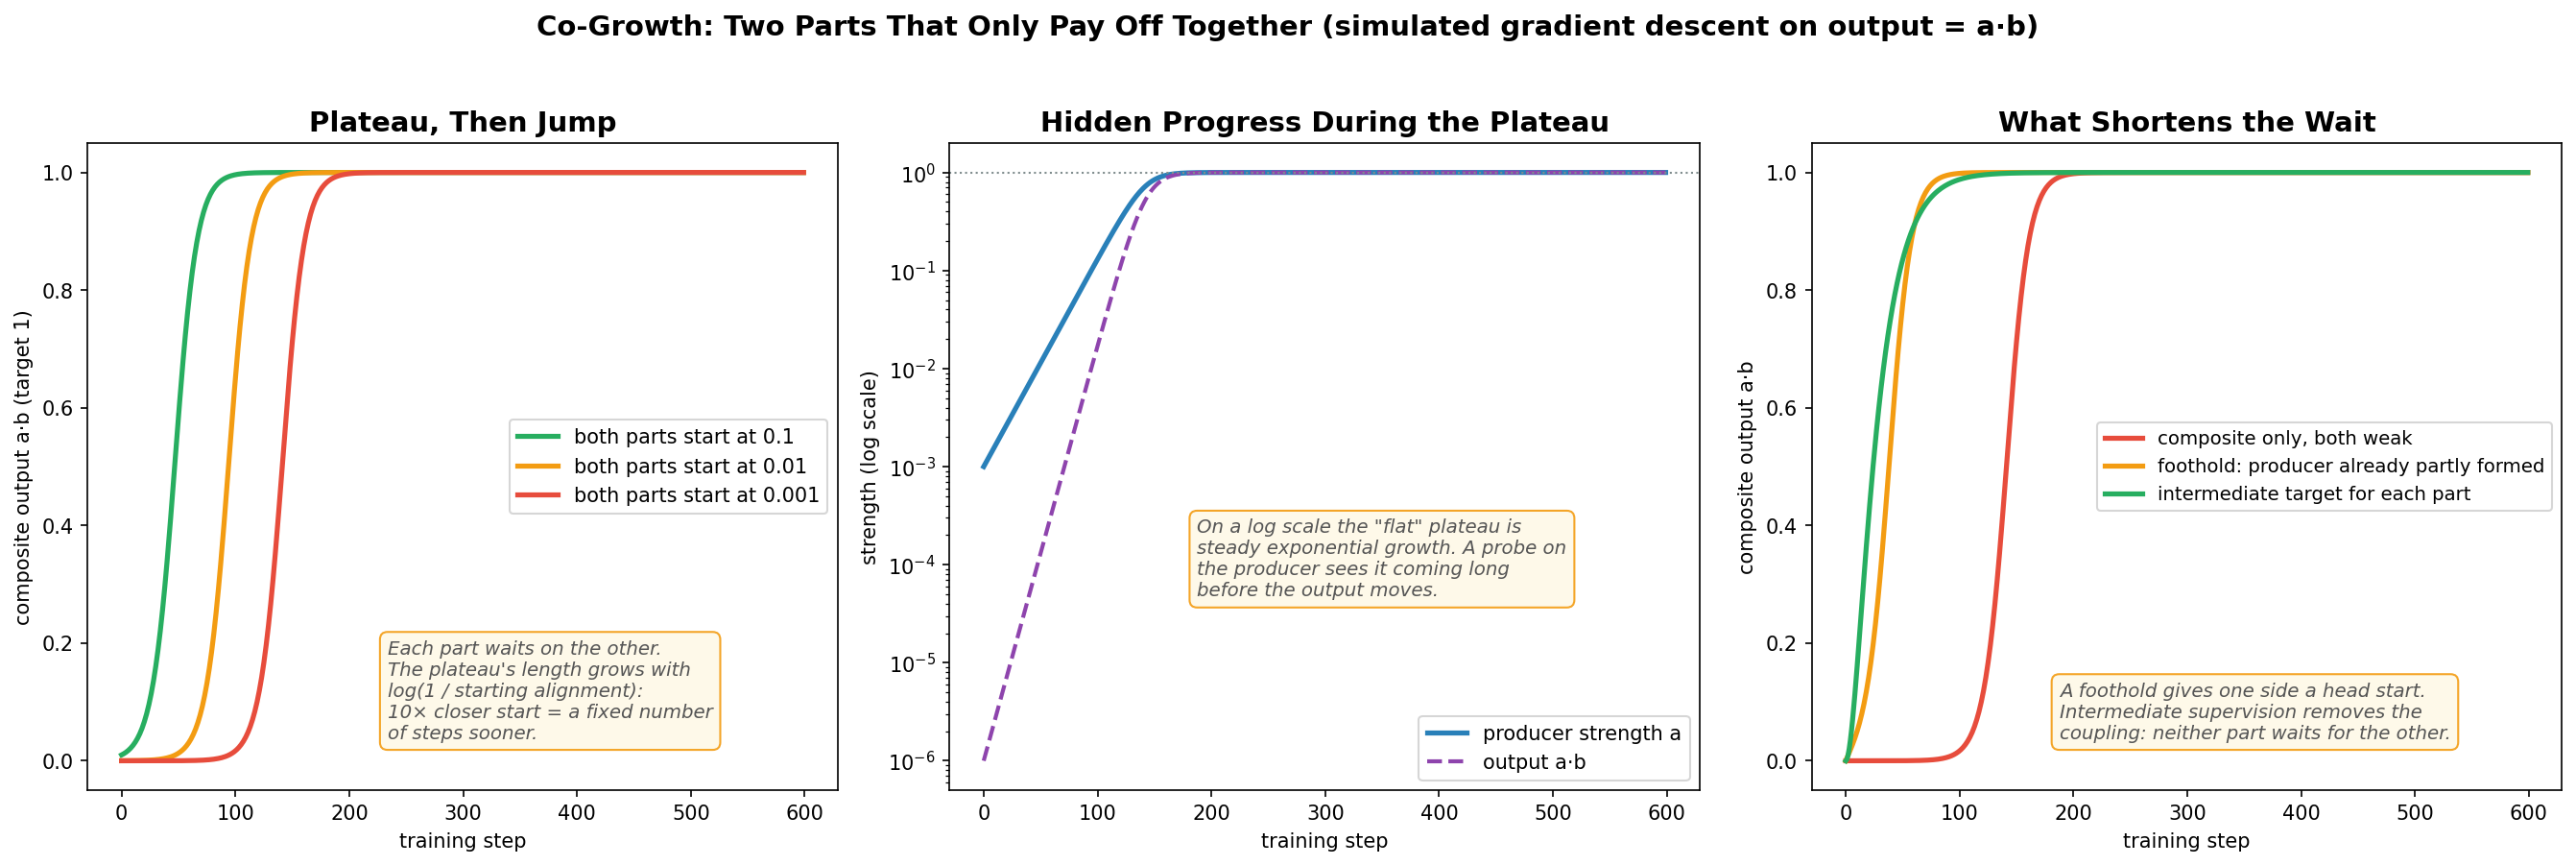 Co-Growth: Two Parts That Only Pay Off Together (simulated gradient descent on output = a·b)
Plateau, Then Jump
composite output a·b (target 1)
1.0
0.8
0.6
0.4
0.2
0.0
both parts start at 0.1
both parts start at 0.01
both parts start at 0.001
Each part waits on the other.
The plateau's length grows with
log(1 / starting alignment):
10× closer start = a fixed number
of steps sooner.
0 100 200 300 400 500 600
training step
Hidden Progress During the Plateau
strength (log scale)
10⁰
10⁻¹
10⁻²
10⁻³
10⁻⁴
10⁻⁵
10⁻⁶
On a log scale the "flat" plateau is
steady exponential growth. A probe on
the producer sees it coming long
before the output moves.
producer strength a
output a·b
0 100 200 300 400 500 600
training step
What Shortens the Wait
composite output a·b
1.0
0.8
0.6
0.4
0.2
0.0
composite only, both weak
foothold: producer already partly formed
intermediate target for each part
A foothold gives one side a head start.
Intermediate supervision removes the
coupling: neither part waits for the other.
0 100 200 300 400 500 600
training step